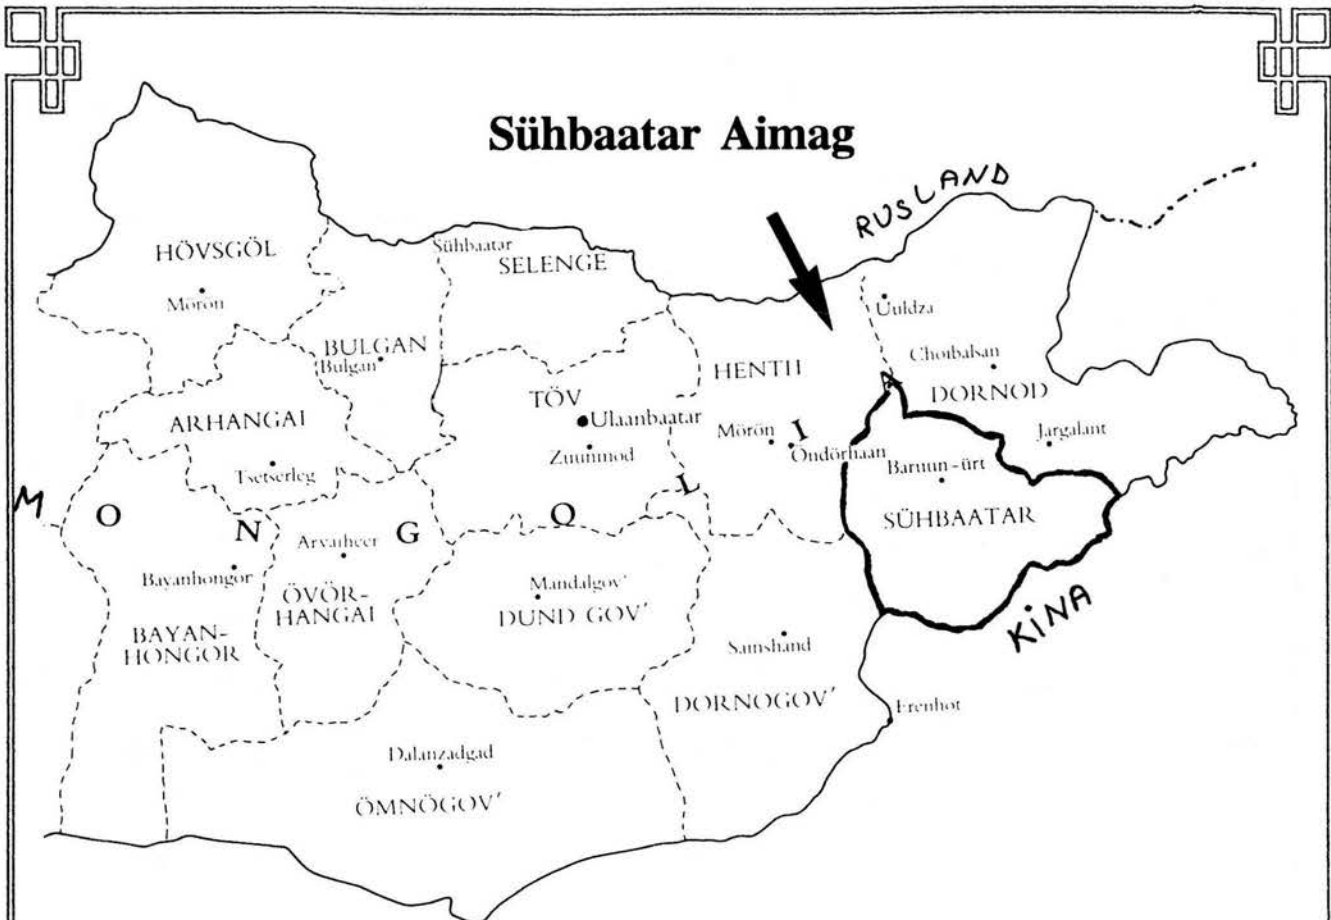 Sühbaatar Aimag
RUSLAND
HÖVSGÖL
Mörön
Sühbaatar
SELENGE
Uuldza
BULGAN
Bulgan
Choibalsan
HENTII
DORNOD
TÖV
Ulaanbaatar
ARHANGAI
Mörön
Öndörhaan
Jargalant
Zuunmod
Baruun-ürt
Tsetserleg
SÜHBAATAR
M O N G O L I A
Arvaiheer
Bayanhongor
ÖVÖR-
HANGAI
Mandalgov'
DUND GOV'
KINA
BAYAN-
HONGOR
Sainshand
DORNOGOV'
Erenhot
Dalanzadgad
ÖMNÖGOV'